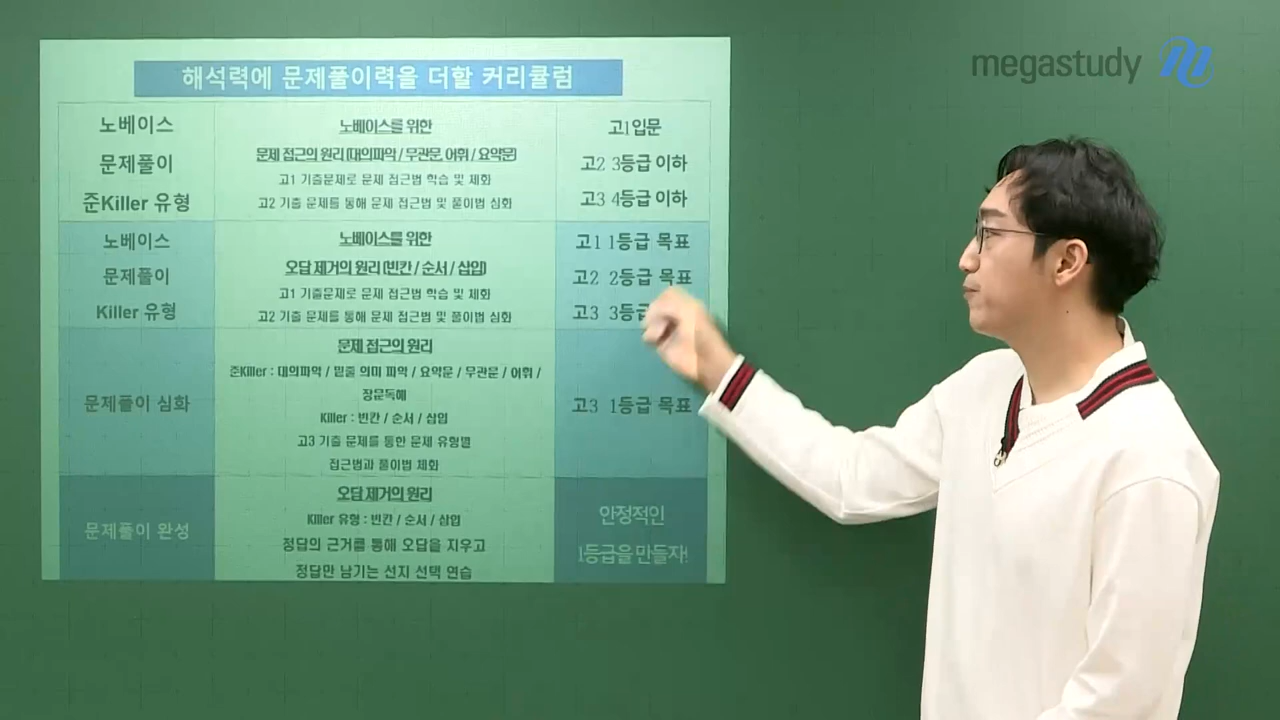 megastudy
해석력에 문제풀이력을 더할 커리큘럼
노베이스
문제풀이
준Killer 유형
노베이스를 위한
문제 접근의 원리 (대의파악 / 무관문, 어휘 / 요약문)
고1 기출문제로 문제 접근법 학습 및 체화
고2 기출 문제를 통해 문제 접근법 및 풀이법 심화
고1입문
고2 3등급 이하
고3 4등급 이하
노베이스
문제풀이
Killer 유형
노베이스를 위한
오답 제거의 원리 (빈칸 / 순서 / 삽입)
고1 기출문제로 문제 접근법 학습 및 체화
고2 기출 문제를 통해 문제 접근법 및 풀이법 심화
고1 1등급 목표
고2 2등급 목표
고3 3등급
문제풀이 심화
문제 접근의 원리
준Killer : 대의파악 / 밑줄 의미 파악 / 요약문 / 무관문 / 어휘 /
장문독해
Killer : 빈칸 / 순서 / 삽입
고3 기출 문제를 통한 문제 유형별
접근법과 풀이법 체화
고3 1등급 목표
문제풀이 완성
오답 제거의 원리
Killer 유형 : 빈칸 / 순서 / 삽입
정답의 근거를 통해 오답을 지우고
정답만 남기는 선지 선택 연습
안정적인
1등급을 만들자!